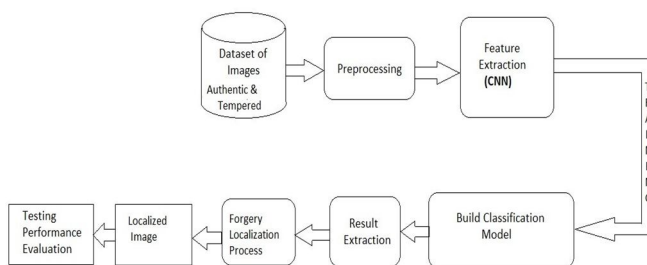 Dataset of
Images
Authentic &
Tempered
Preprocessing
Feature
Extraction
(CNN)
Build Classification
Model
Result
Extraction
Forgery
Localization
Process
Localized
Image
Testing
Performance
Evaluation